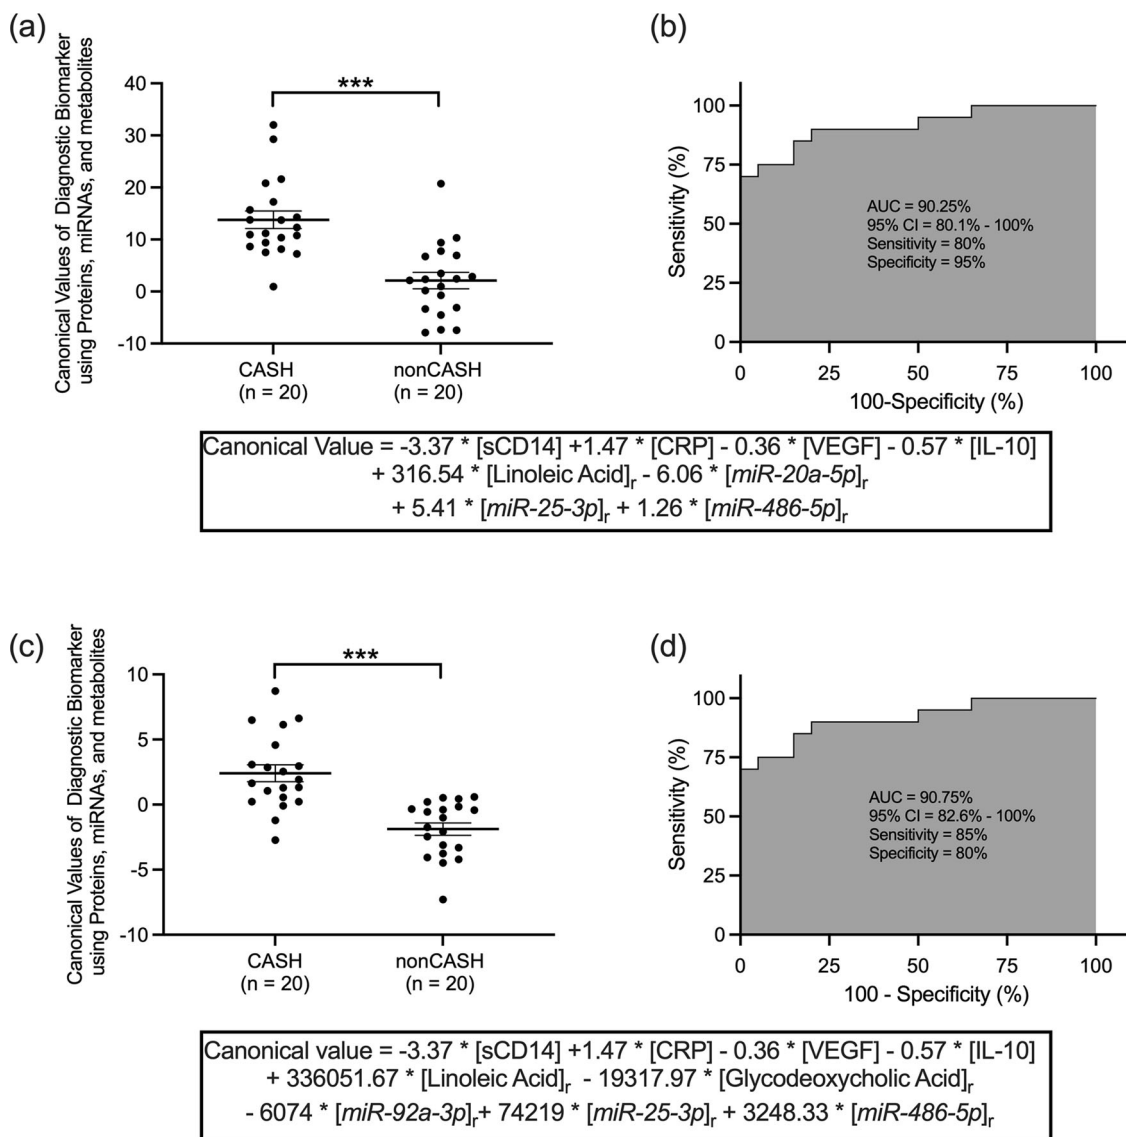 (a)
Canonical Values of Diagnostic Biomarker
using Proteins, miRNAs, and metabolites
40
30
20
10
0
-10
***
CASH
(n = 20)
nonCASH
(n = 20)
(b)
Sensitivity (%)
100
75
50
25
0
AUC = 90.25%
95% CI = 80.1% - 100%
Sensitivity = 80%
Specificity = 95%
0 25 50 75 100
100-Specificity (%)
Canonical Value = -3.37 * [sCD14] +1.47 * [CRP] - 0.36 * [VEGF] - 0.57 * [IL-10]
+ 316.54 * [Linoleic Acid]r - 6.06 * [miR-20a-5p]r
+ 5.41 * [miR-25-3p]r + 1.26 * [miR-486-5p]r
(c)
Canonical Values of Diagnostic Biomarker
using Proteins, miRNAs, and metabolites
10
5
0
-5
-10
***
CASH
(n = 20)
nonCASH
(n = 20)
(d)
Sensitivity (%)
100
75
50
25
0
AUC = 90.75%
95% CI = 82.6% - 100%
Sensitivity = 85%
Specificity = 80%
0 25 50 75 100
100 - Specificity (%)
Canonical value = -3.37 * [sCD14] +1.47 * [CRP] - 0.36 * [VEGF] - 0.57 * [IL-10]
+ 336051.67 * [Linoleic Acid]r - 19317.97 * [Glycodeoxycholic Acid]r
- 6074 * [miR-92a-3p]r+ 74219 * [miR-25-3p]r + 3248.33 * [miR-486-5p]r